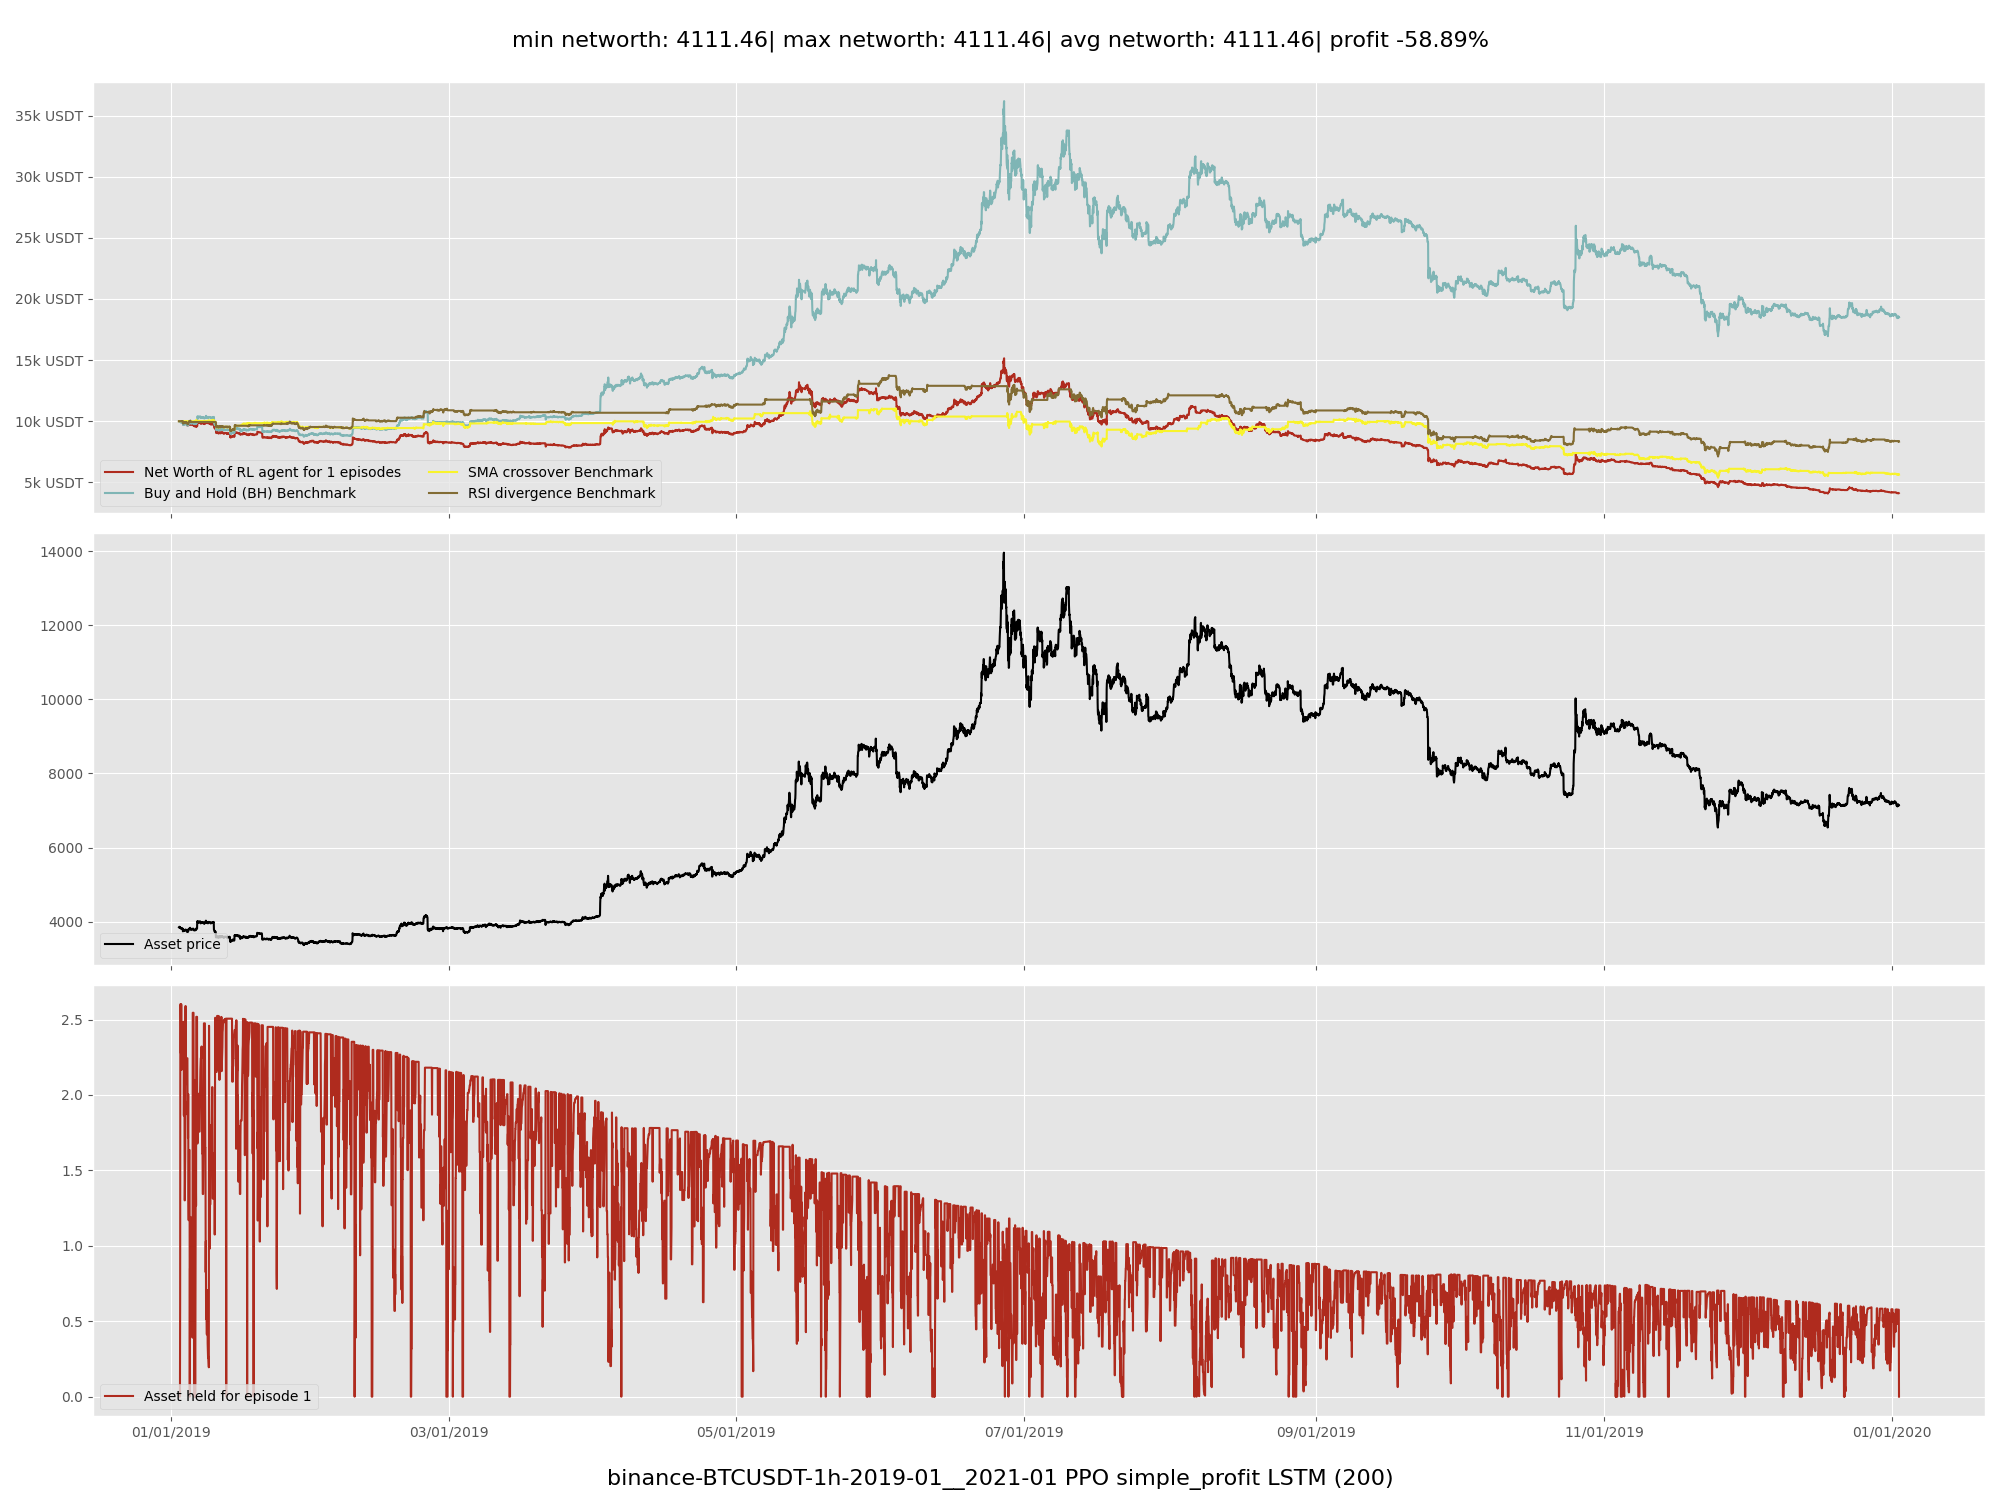 min networth: 4111.46| max networth: 4111.46| avg networth: 4111.46| profit -58.89%
35k USDT
30k USDT
25k USDT
20k USDT
15k USDT
10k USDT
5k USDT
Net Worth of RL agent for 1 episodes
Buy and Hold (BH) Benchmark
SMA crossover Benchmark
RSI divergence Benchmark
14000
12000
10000
8000
6000
4000
Asset price
2.5
2.0
1.5
1.0
0.5
0.0
Asset held for episode 1
01/01/2019 03/01/2019 05/01/2019 07/01/2019 09/01/2019 11/01/2019 01/01/2020
binance-BTCUSDT-1h-2019-01__2021-01 PPO simple_profit LSTM (200)